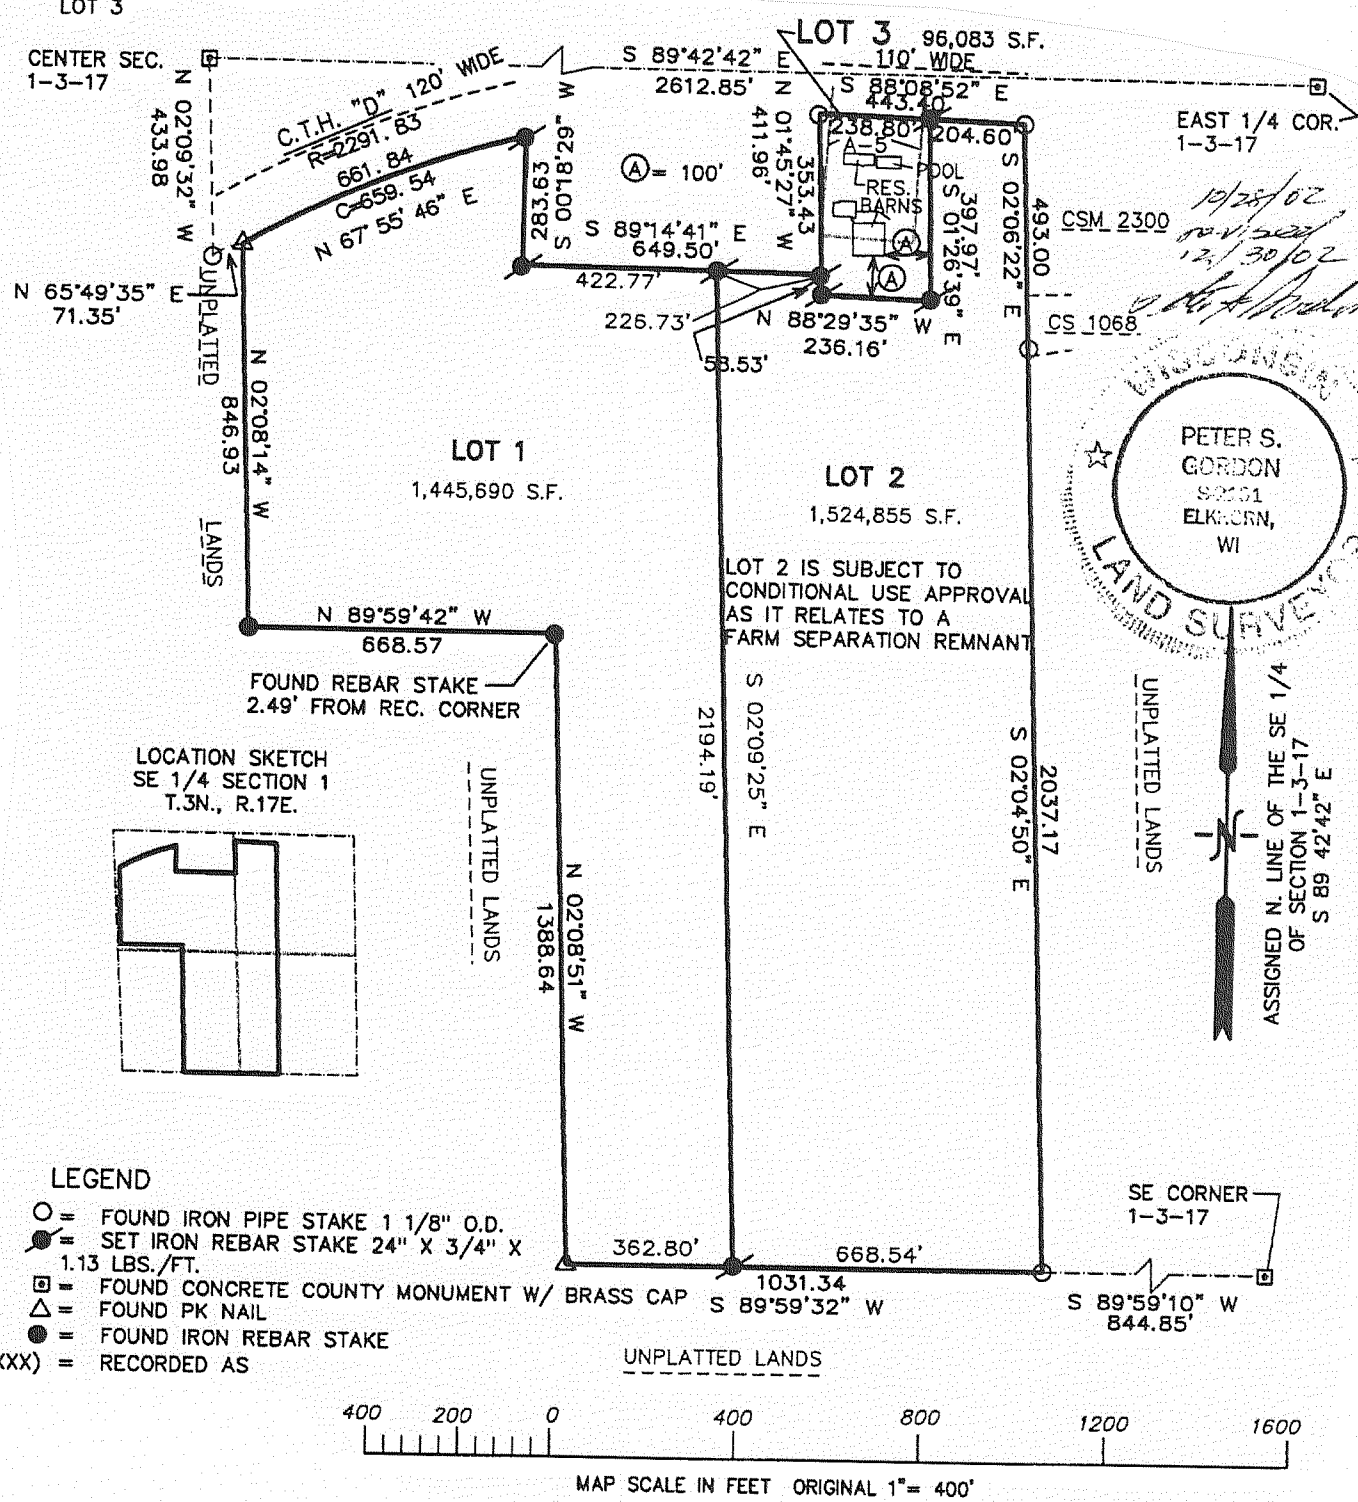 LOT 3
CENTER SEC.
1-3-17
N 02°09'32" W
433.98
C.T.H. "D" 120' WIDE
R=2291.83
661.84
C=659.54
N 67°55'46" E
S 89°42'42" E
2612.85'
LOT 3 96,083 S.F.
110' WIDE
S 88°08'52" E
443.40
238.80'
204.60'
EAST 1/4 COR.
1-3-17
10/28/02
revised
12/30/02
283.63
S 00°18'29" W
Ⓐ = 100'
N 01°45'27" W
411.96'
353.43
A-5
POOL
RES.
BARNS
A
A
397.97'
S 01°26'39" E
S 02°06'22" E
493.00
CSM 2300
CS 1068
S 89°14'41" E
649.50'
422.77'
226.73'
58.53'
N 88°29'35" W
236.16'
N 65°49'35" E
71.35'
UNPLATTED
LANDS
N 02°08'14" W
846.93
LOT 1
1,445,690 S.F.
LOT 2
1,524,855 S.F.
LOT 2 IS SUBJECT TO
CONDITIONAL USE APPROVAL
AS IT RELATES TO A
FARM SEPARATION REMNANT
WISCONSIN
PETER S.
GORDON
ELKHORN,
WI
LAND SURVEYOR
N 89°59'42" W
668.57
FOUND REBAR STAKE
2.49' FROM REC. CORNER
LOCATION SKETCH
SE 1/4 SECTION 1
T.3N., R.17E.
UNPLATTED LANDS
N 02°08'51" W
1388.64
2194.19'
S 02°09'25" E
S 02°04'50" E
2037.17
UNPLATTED LANDS
N
ASSIGNED N. LINE OF THE SE 1/4
OF SECTION 1-3-17
S 89 42'42" E
LEGEND
= FOUND IRON PIPE STAKE 1 1/8" O.D.
= SET IRON REBAR STAKE 24" X 3/4" X
1.13 LBS./FT.
= FOUND CONCRETE COUNTY MONUMENT W/ BRASS CAP
= FOUND PK NAIL
= FOUND IRON REBAR STAKE
XX) = RECORDED AS
362.80'
668.54'
1031.34
S 89°59'32" W
SE CORNER
1-3-17
S 89°59'10" W
844.85'
UNPLATTED LANDS
400 200 0 400 800 1200 1600
MAP SCALE IN FEET ORIGINAL 1"= 400'